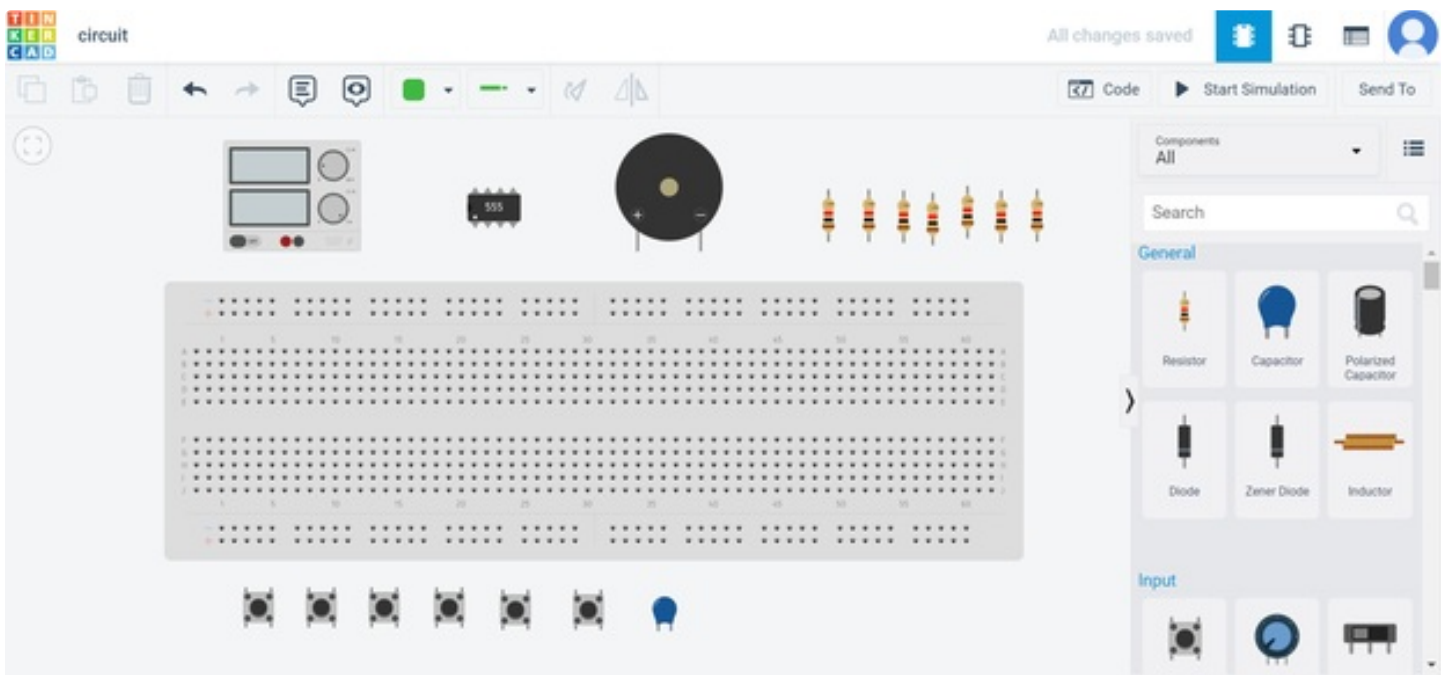 TIN
KER
CAD
circuit
All changes saved
Code
Start Simulation
Send To
Components
All
Search
General
Resistor
Capacitor
Polarized
Capacitor
Diode
Zener Diode
Inductor
Input
555
+
−